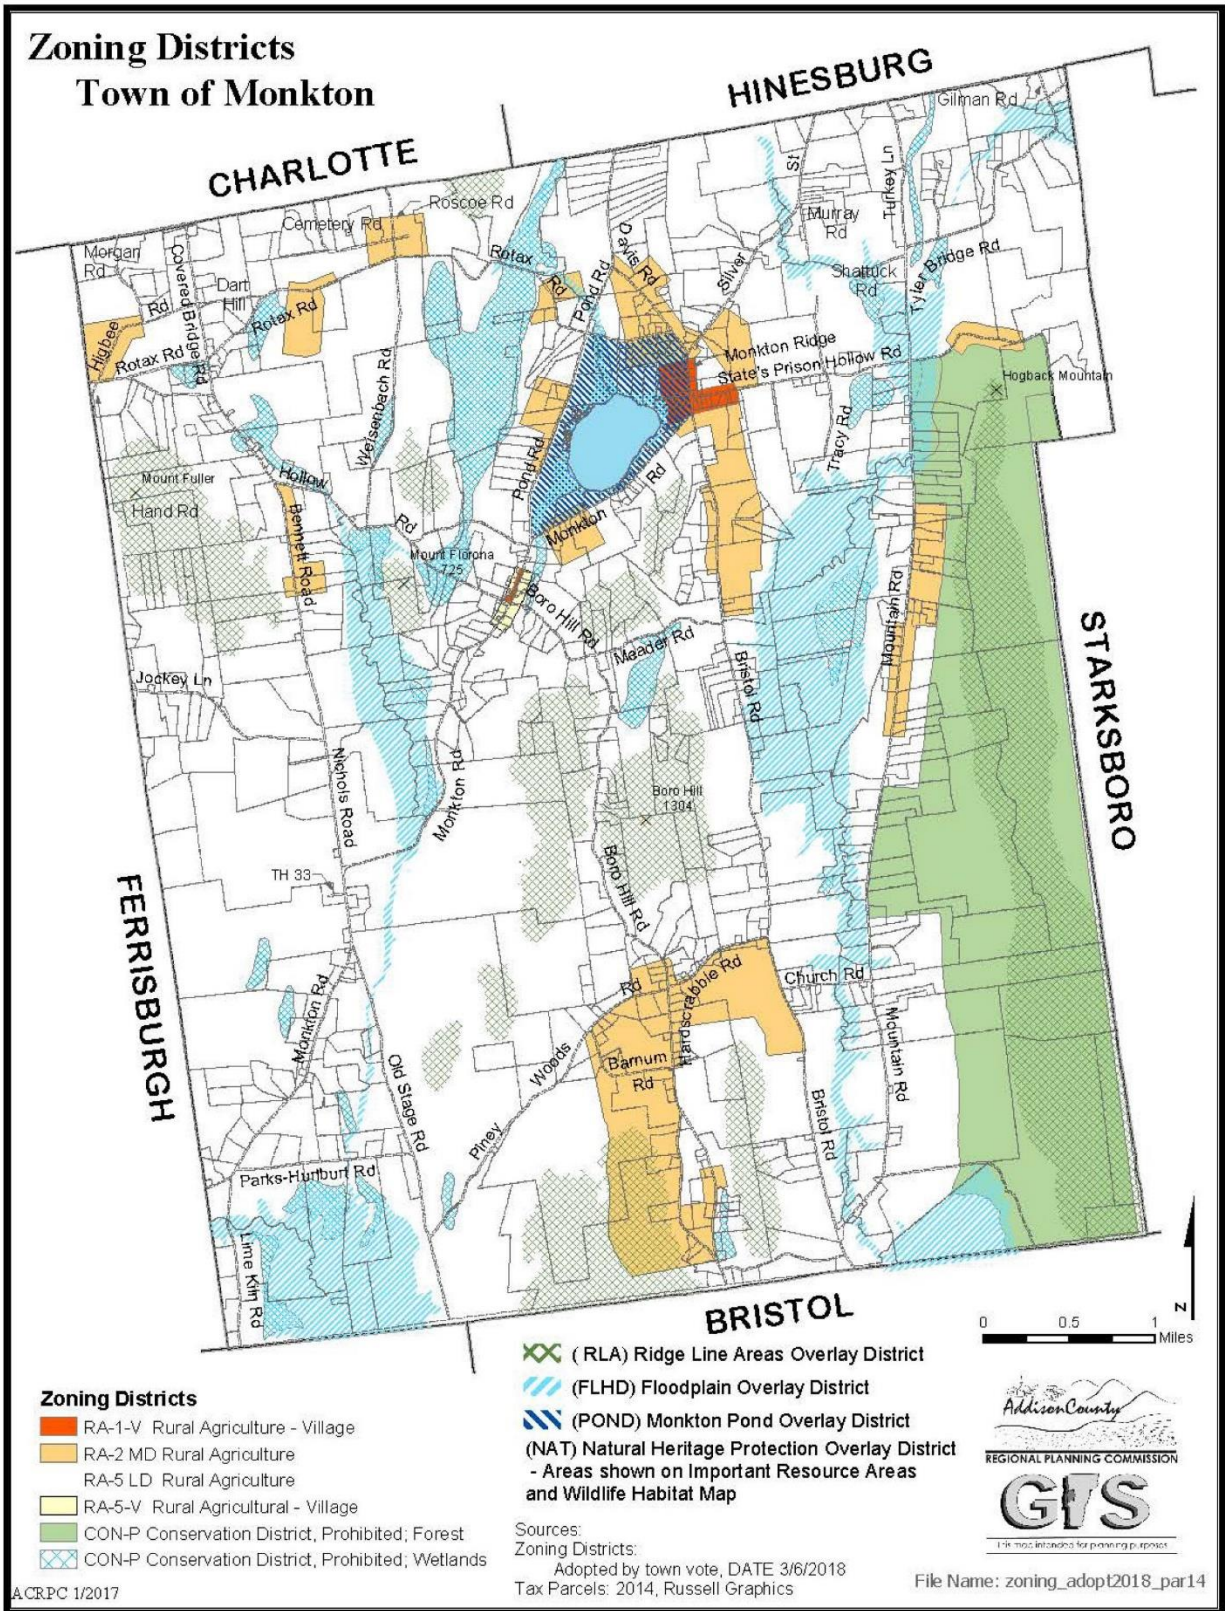 Zoning Districts
Town of Monkton
HINESBURG
CHARLOTTE
Gilman Rd
St
Turkey Ln
Roscoe Rd
Cemetery Rd
Murray
Rd
Morgan
Rd
Covered Bridge Rd
Dart
Hill
Rd
Rotax
Rd
Pond Rd
Davis Rd
Silver
Shattuck
Rd
Tyler Bridge Rd
Rotax Rd
Higbee
Rotax Rd
Monkton Ridge
State's Prison Hollow Rd
Hogback Mountain
Weisenbach Rd
Pond Rd
Tracy Rd
Mount Fuller
Hand Rd
Hollow
Rd
Rd
Monkton
Bennett Road
Mount Florona
725
Boro Hill Rd
Mountain Rd
STARKSBORO
Meader Rd
Jockey Ln
Bristol Rd
Nichols Road
Monkton Rd
Boro Hill
1304
Boro Hill Rd
TH 33
FERRISBURGH
Monkton Rd
Rd
Hardscrabble Rd
Church Rd
Mountain Rd
Woods
Barnum
Rd
Old Stage Rd
Piney
Bristol Rd
Parks-Hurlburt Rd
Lime Kiln Rd
BRISTOL
N
0 0.5 1
Miles
Zoning Districts
RA-1-V Rural Agriculture - Village
RA-2 MD Rural Agriculture
RA-5 LD Rural Agriculture
RA-5-V Rural Agricultural - Village
CON-P Conservation District, Prohibited; Forest
CON-P Conservation District, Prohibited; Wetlands
ACRPC 1/2017
( RLA) Ridge Line Areas Overlay District
(FLHD) Floodplain Overlay District
(POND) Monkton Pond Overlay District
(NAT) Natural Heritage Protection Overlay District
- Areas shown on Important Resource Areas
and Wildlife Habitat Map
Sources:
Zoning Districts:
Adopted by town vote, DATE 3/6/2018
Tax Parcels: 2014, Russell Graphics
Addison County
REGIONAL PLANNING COMMISSION
GIS
This map intended for planning purposes
File Name: zoning_adopt2018_par14